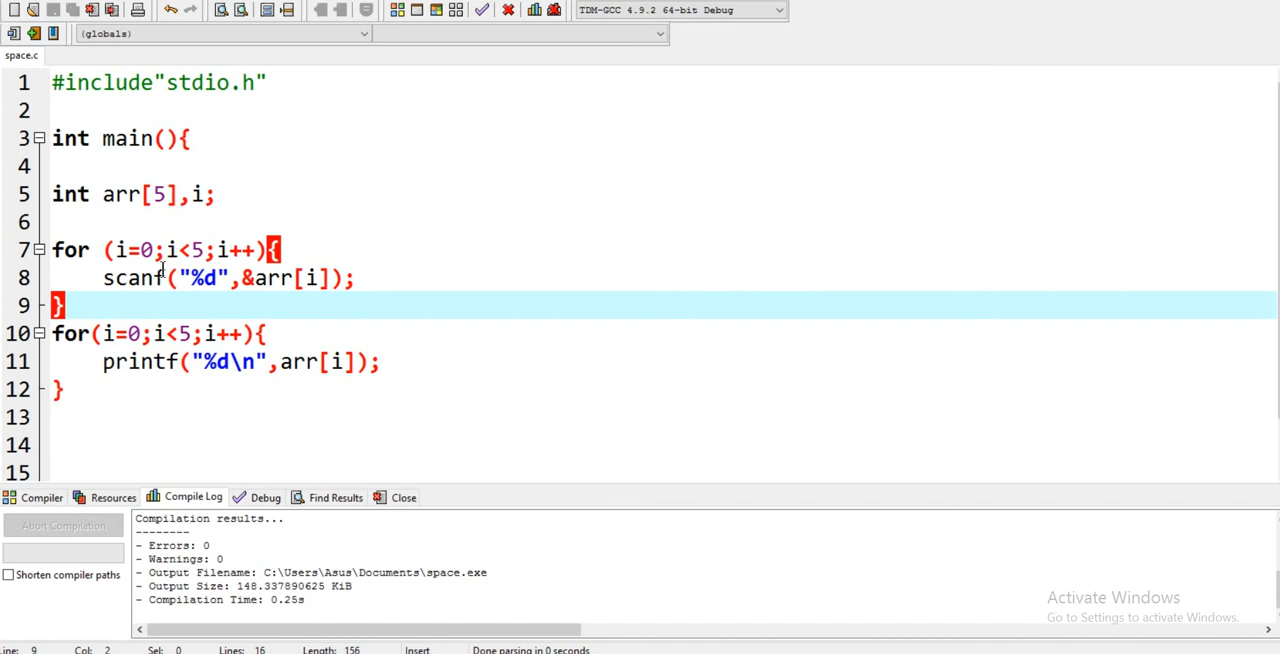 TDM-GCC 4.9.2 64-bit Debug
(globals)
space.c
1 #include"stdio.h"
2
3 int main(){
4
5 int arr[5],i;
6
7 for (i=0;i<5;i++){
8 scanf("%d",&arr[i]);
9 }
10 for(i=0;i<5;i++){
11 printf("%d\n",arr[i]);
12 }
13
14
15
Compiler Resources Compile Log Debug Find Results Close
Abort Compilation
Shorten compiler paths
Compilation results...
--------
- Errors: 0
- Warnings: 0
- Output Filename: C:\Users\Asus\Documents\space.exe
- Output Size: 148.337890625 KiB
- Compilation Time: 0.25s
Activate Windows
Go to Settings to activate Windows.
Line: 9 Col: 2 Sel: 0 Lines: 16 Length: 156 Insert Done parsing in 0 seconds